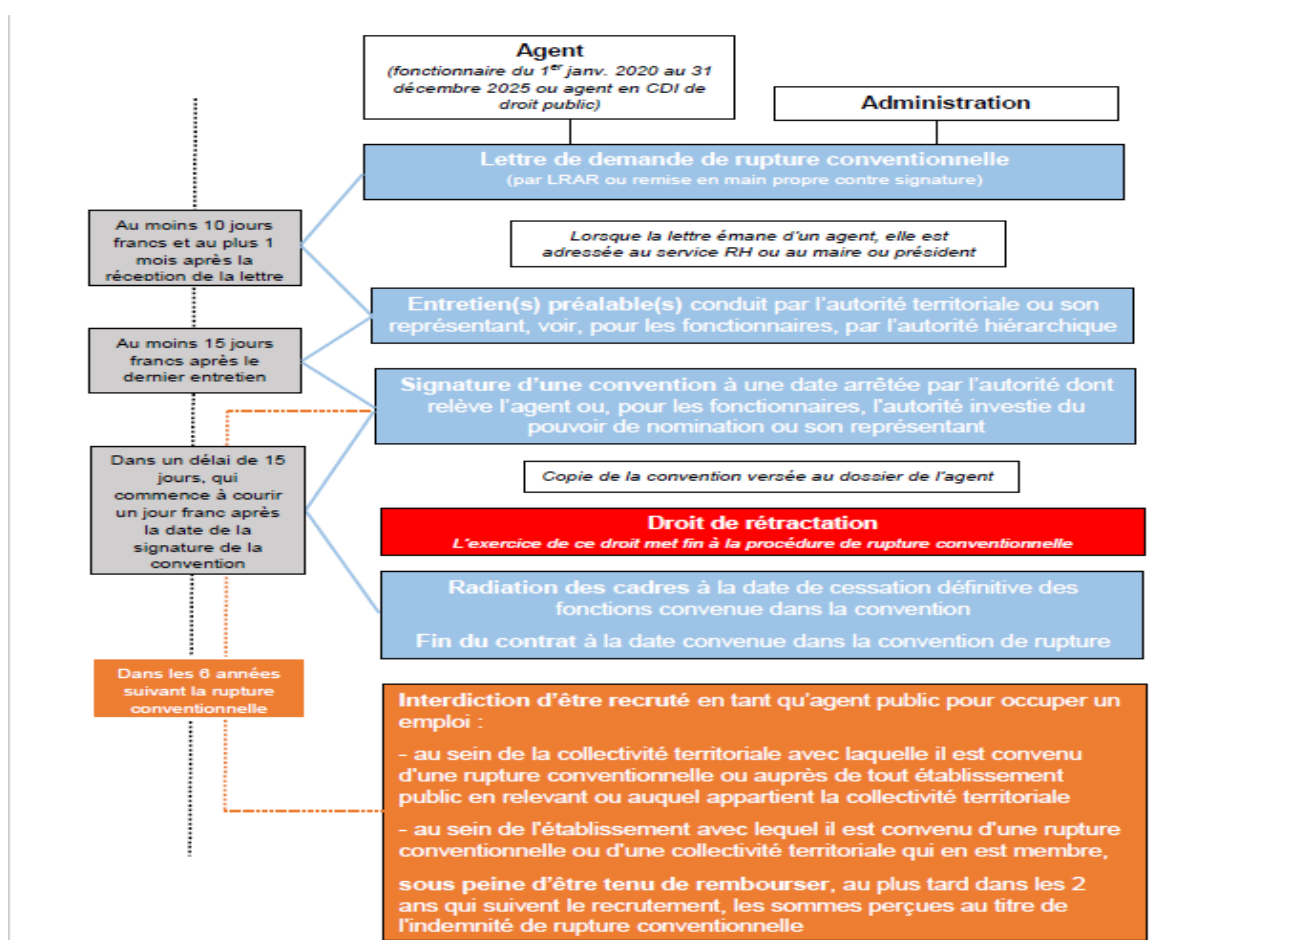 Agent
(fonctionnaire du 1er janv. 2020 au 31
décembre 2025 ou agent en CDI de
droit public)
Administration
Lettre de demande de rupture conventionnelle
(par LRAR ou remise en main propre contre signature)
Au moins 10 jours
francs et au plus 1
mois après la
réception de la lettre
Lorsque la lettre émane d'un agent, elle est
adressée au service RH ou au maire ou président
Entretien(s) préalable(s) conduit par l'autorité territoriale ou son
représentant, voir, pour les fonctionnaires, par l'autorité hiérarchique
Au moins 15 jours
francs après le
dernier entretien
Signature d'une convention à une date arrêtée par l'autorité dont
relève l'agent ou, pour les fonctionnaires, l'autorité investie du
pouvoir de nomination ou son représentant
Dans un délai de 15
jours, qui
commence à courir
un jour franc après
la date de la
signature de la
convention
Copie de la convention versée au dossier de l'agent
Droit de rétractation
L'exercice de ce droit met fin à la procédure de rupture conventionnelle
Radiation des cadres à la date de cessation définitive des
fonctions convenue dans la convention
Fin du contrat à la date convenue dans la convention de rupture
Dans les 6 années
suivant la rupture
conventionnelle
Interdiction d'être recruté en tant qu'agent public pour occuper un
emploi :
- au sein de la collectivité territoriale avec laquelle il est convenu
d'une rupture conventionnelle ou auprès de tout établissement
public en relevant ou auquel appartient la collectivité territoriale
- au sein de l'établissement avec lequel il est convenu d'une rupture
conventionnelle ou d'une collectivité territoriale qui en est membre,
sous peine d'être tenu de rembourser, au plus tard dans les 2
ans qui suivent le recrutement, les sommes perçues au titre de
l'indemnité de rupture conventionnelle